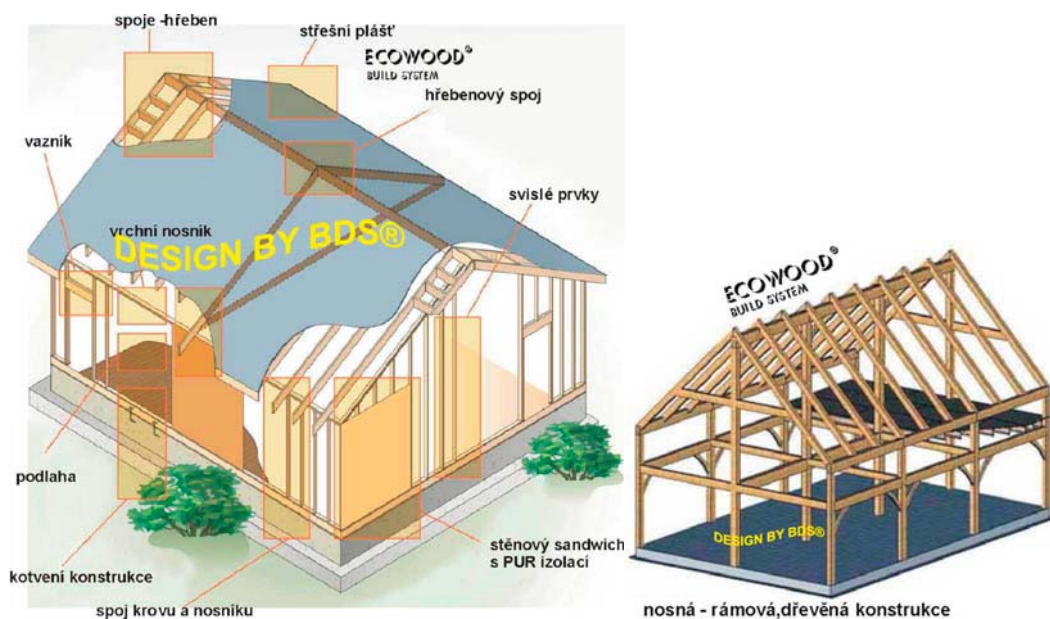 spoje -hřeben
střešní plášť
ECOWOOD®
BUILD SYSTEM
hřebenový spoj
vazník
svislé prvky
vrchní nosník
DESIGN BY BDS®
podlaha
kotvení konstrukce
spoj krovu a nosníku
stěnový sandwich
s PUR izolací
ECOWOOD®
BUILD SYSTEM
DESIGN BY BDS®
nosná - rámová,dřevěná konstrukce